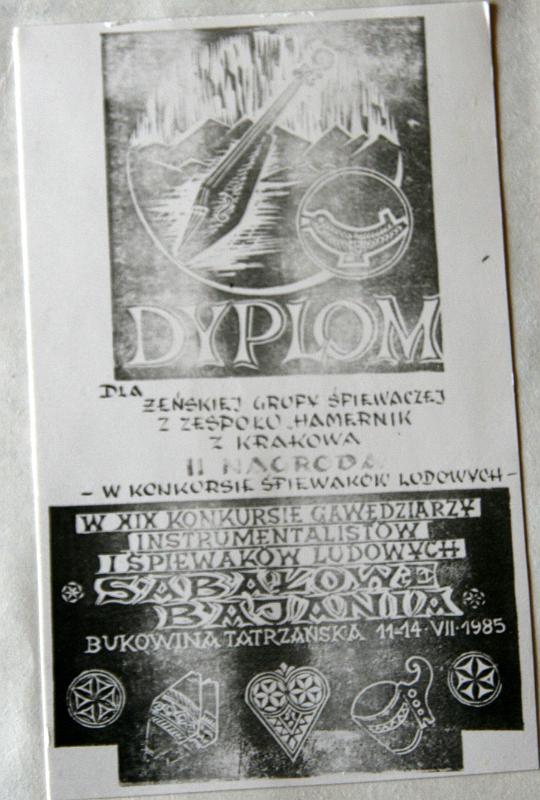 DYPLOM
DLA
ŻEŃSKIEJ GRUPY ŚPIEWACZEJ
Z ZESPOŁU "HAMERNIK
Z KRAKOWA
II NAGRODA
- W KONKURSIE ŚPIEWAKÓW LUDOWYCH -
W XIX KONKURSIE GAWĘDZIARZY
INSTRUMENTALISTÓW
I ŚPIEWAKÓW LUDOWYCH
SABAŁOWE
BAJANIA
BUKOWINA TATRZAŃSKA 11-14·VII·1985